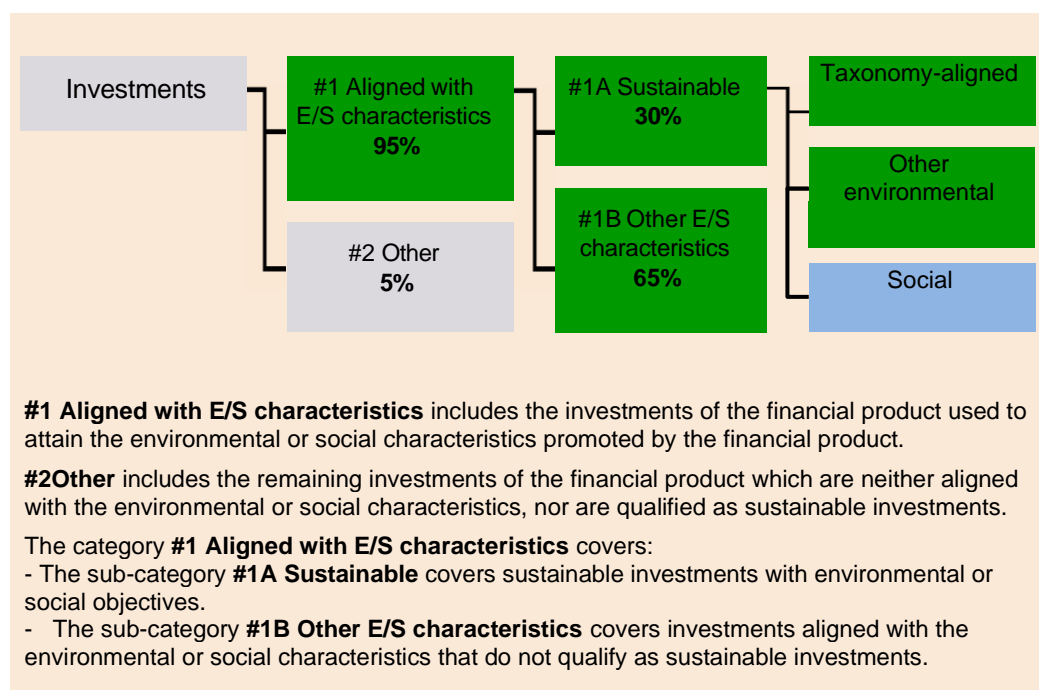 Investments
#1 Aligned with
E/S characteristics
95%
#2 Other
5%
#1A Sustainable
30%
#1B Other E/S
characteristics
65%
Taxonomy-aligned
Other
environmental
Social
#1 Aligned with E/S characteristics includes the investments of the financial product used to
attain the environmental or social characteristics promoted by the financial product.
#2Other includes the remaining investments of the financial product which are neither aligned
with the environmental or social characteristics, nor are qualified as sustainable investments.
The category #1 Aligned with E/S characteristics covers:
- The sub-category #1A Sustainable covers sustainable investments with environmental or
social objectives.
- The sub-category #1B Other E/S characteristics covers investments aligned with the
environmental or social characteristics that do not qualify as sustainable investments.